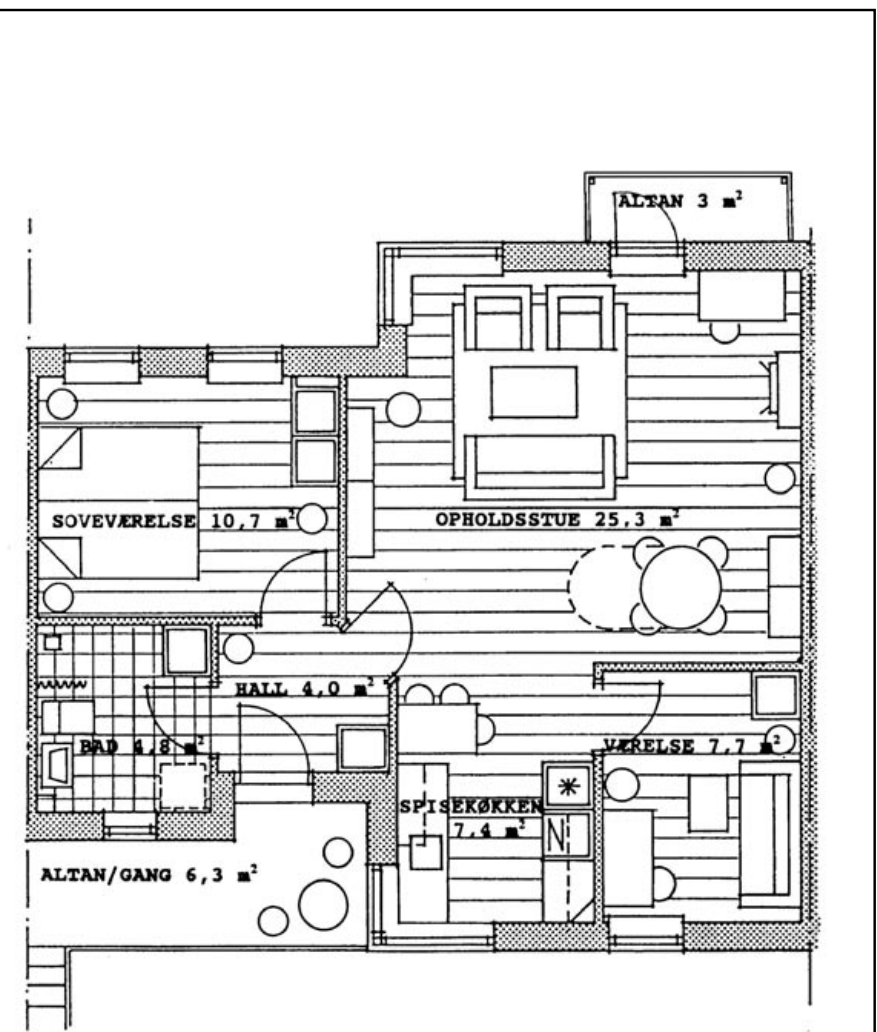 ALTAN 3 m²
SOVEVÆRELSE 10,7 m²
OPHOLDSSTUE 25,3 m²
HALL 4,0 m²
BAD 4,8 m²
VÆRELSE 7,7 m²
SPISEKØKKEN
7,4 m²
N
ALTAN/GANG 6,3 m²